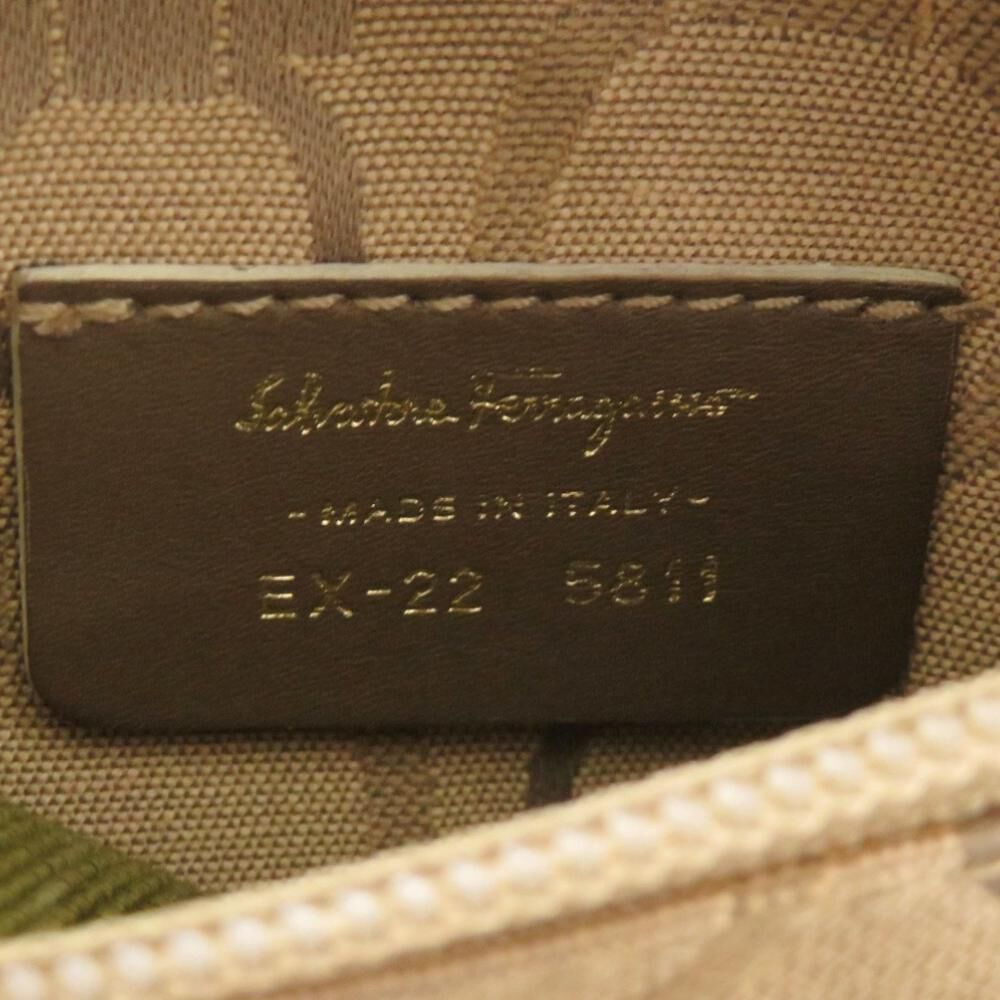 Salvatore Ferragamo
-MADE IN ITALY-
EX-22 5811